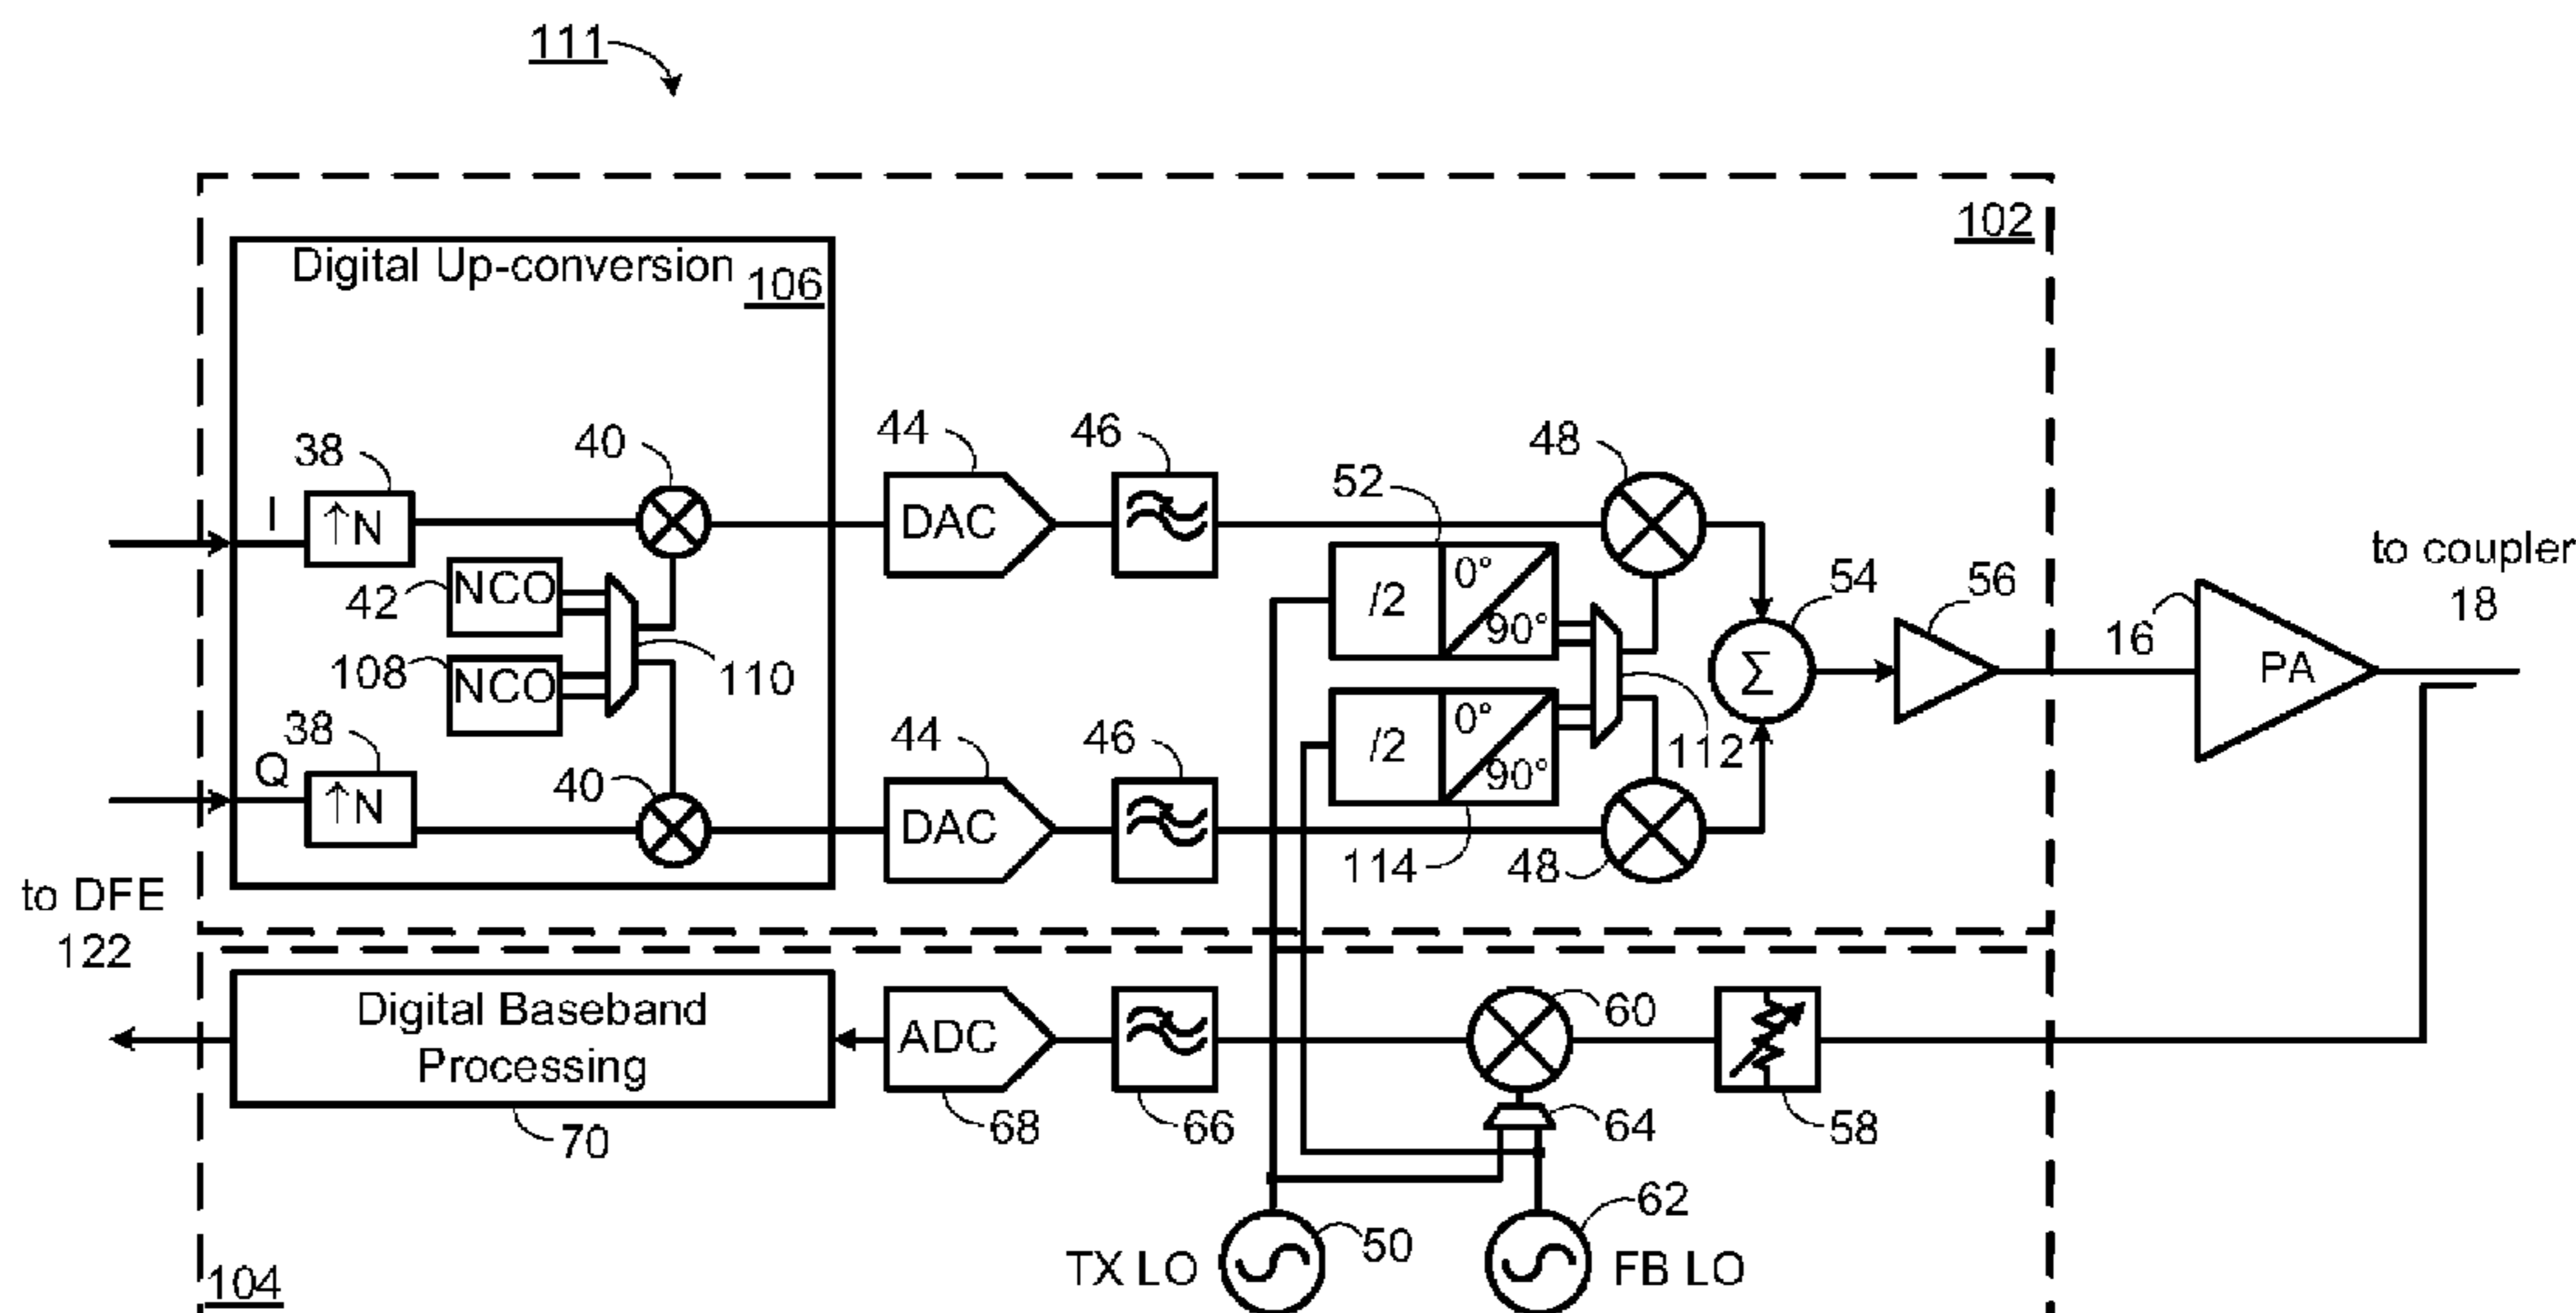 111
102
Digital Up-conversion
106
38
40
44
46
48
52
I
↑N
DAC
0°
/2
90°
54
56
to coupler
18
42
NCO
16
PA
Σ
108
NCO
110
0°
/2
90°
112
Q
38
↑N
40
44
DAC
46
114
48
to DFE
122
Digital Baseband
Processing
ADC
60
70
68
66
64
58
62
TX LO
50
FB LO
104